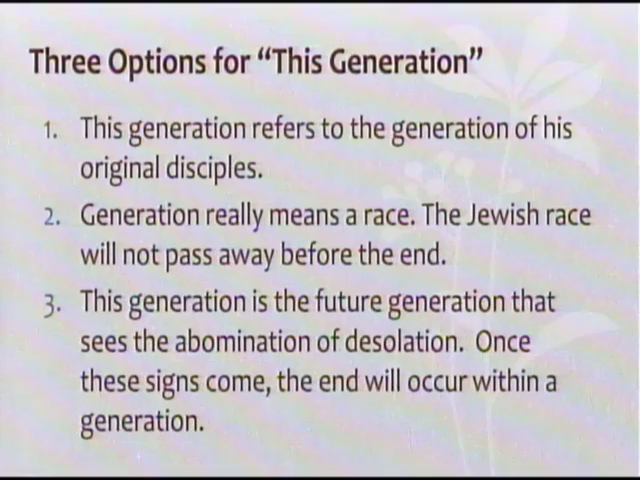 Three Options for “This Generation”
1. This generation refers to the generation of his
original disciples.
2. Generation really means a race. The Jewish race
will not pass away before the end.
3. This generation is the future generation that
sees the abomination of desolation. Once
these signs come, the end will occur within a
generation.